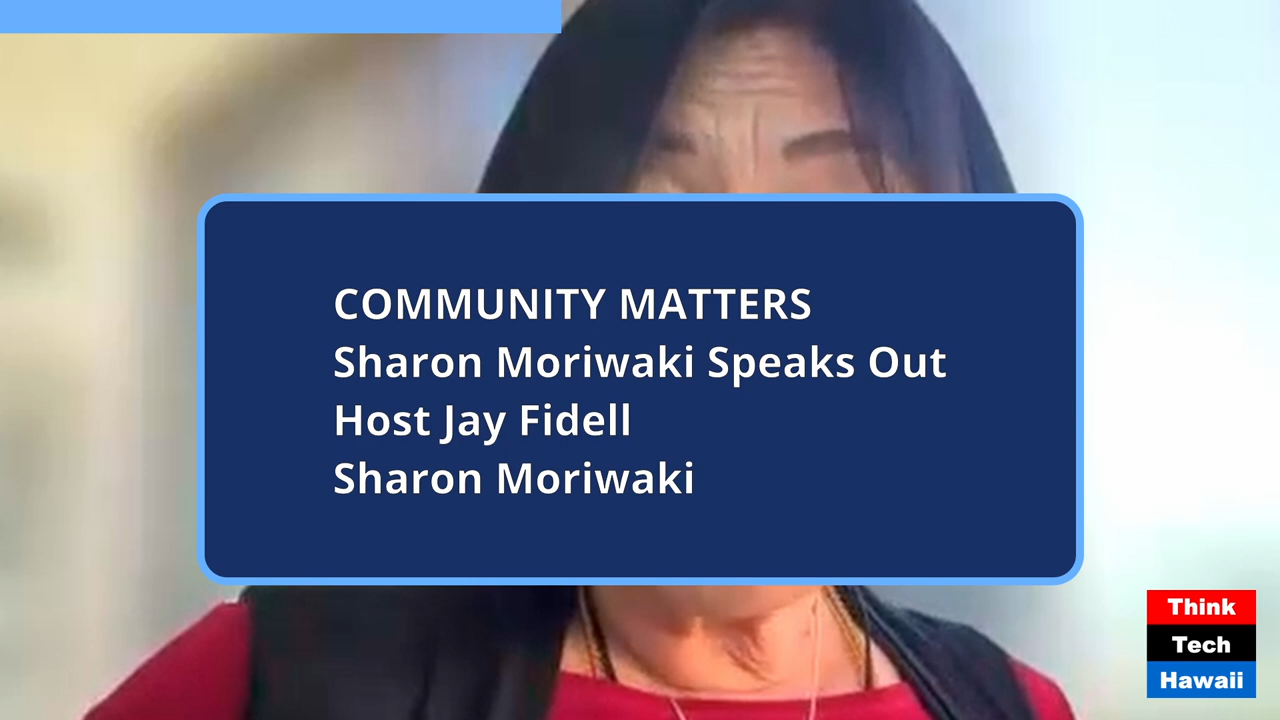 COMMUNITY MATTERS
Sharon Moriwaki Speaks Out
Host Jay Fidell
Sharon Moriwaki
Think
Tech
Hawaii